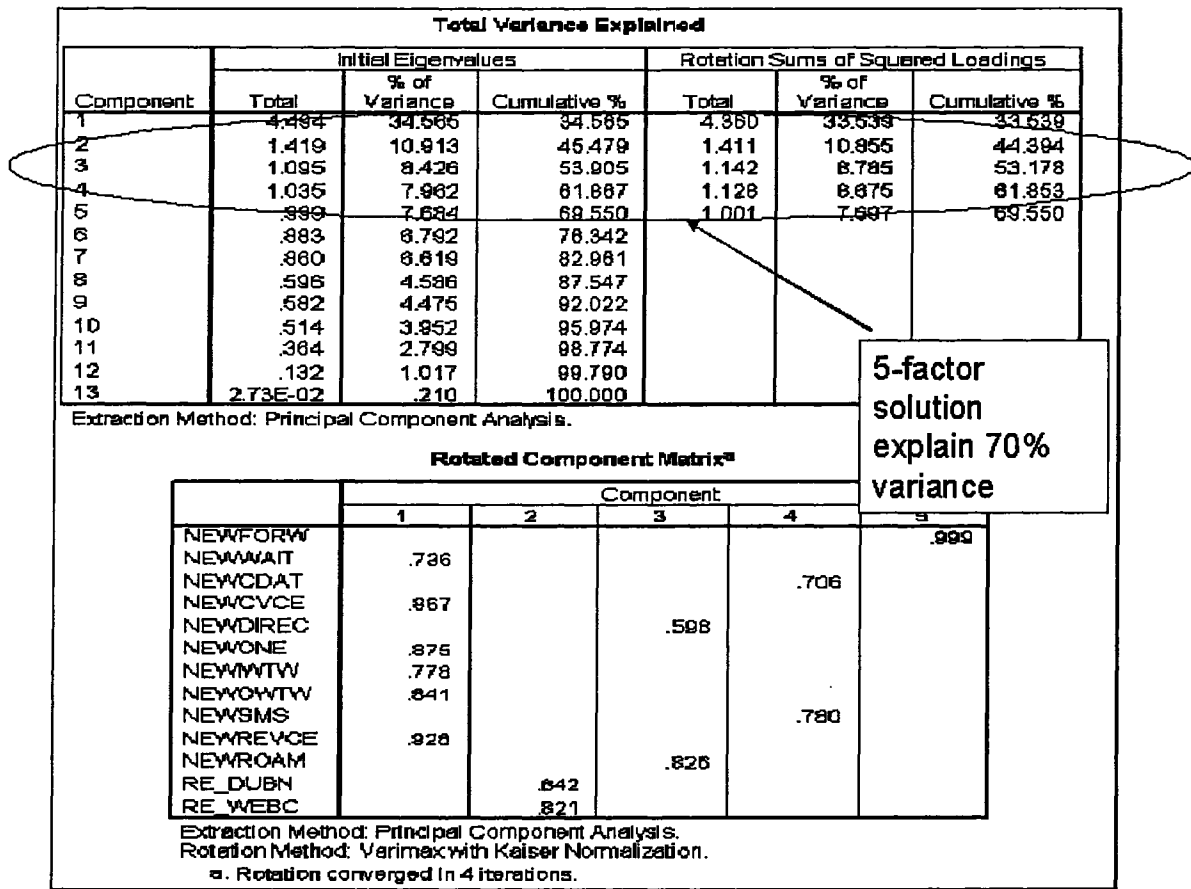 Total Variance Explained
Initial Eigenvalues Rotation Sums of Squared Loadings
Component Total % of Variance Cumulative % Total % of Variance Cumulative %
1 4.494 34.565 34.565 4.360 33.539 33.539
2 1.419 10.913 45.479 1.411 10.855 44.394
3 1.095 8.426 53.905 1.142 8.785 53.178
4 1.035 7.962 61.867 1.128 8.675 61.853
5 .999 7.684 69.550 1.001 7.697 69.550
6 .883 6.792 76.342
7 .860 6.619 82.961
8 .596 4.586 87.547
9 .582 4.475 92.022
10 .514 3.952 95.974
11 .364 2.799 98.774
12 .132 1.017 99.790
13 2.73E-02 .210 100.000
Extraction Method: Principal Component Analysis.
5-factor
solution
explain 70%
variance
Rotated Component Matrixa
Component
1 2 3 4 5
NEWFORW .999
NEWWAIT .736
NEWCDAT .706
NEWCVCE .867
NEWDIREC .598
NEWONE .875
NEWIWTW .778
NEWOWTW .841
NEWSMS .780
NEWREVCE .928
NEWROAM .826
RE_DUBN .842
RE_WEBC .821
Extraction Method: Principal Component Analysis.
Rotation Method: Varimax with Kaiser Normalization.
a. Rotation converged in 4 iterations.